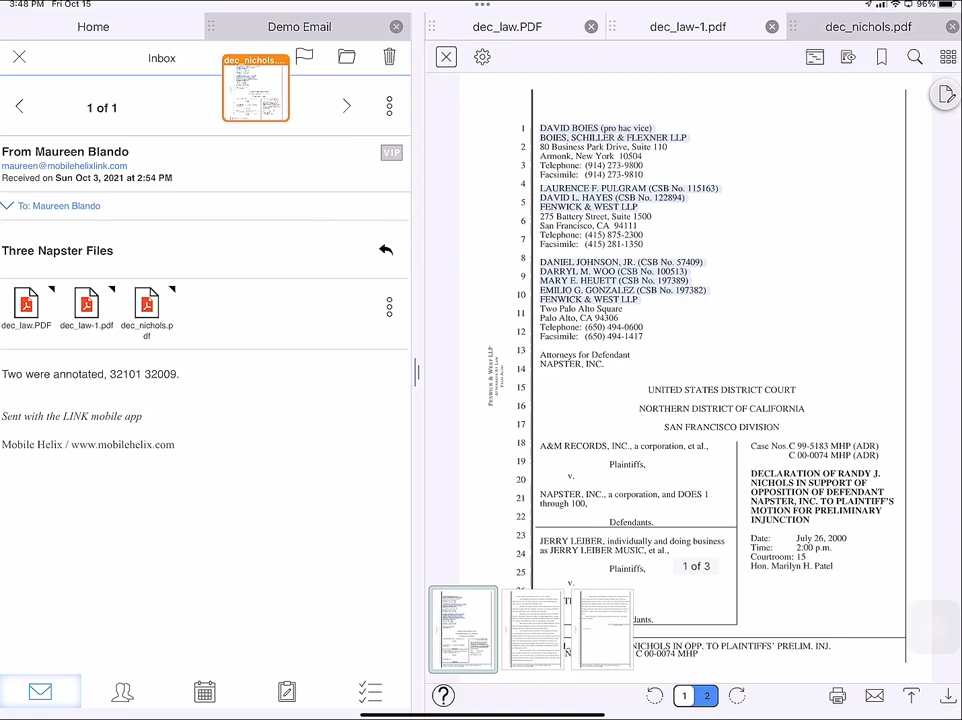 3:48 PM Fri Oct 15
96%
Home
Demo Email
dec_law.PDF
dec_law-1.pdf
dec_nichols.pdf
Inbox
dec_nichols....
1 of 1
From Maureen Blando
VIP
maureen@mobilehelixlink.com
Received on Sun Oct 3, 2021 at 2:54 PM
To: Maureen Blando
Three Napster Files
dec_law.PDF
dec_law-1.pdf
dec_nichols.p
df
Two were annotated, 32101 32009.
Sent with the LINK mobile app
Mobile Helix / www.mobilehelix.com
1 DAVID BOIES (pro hac vice)
BOIES, SCHILLER & FLEXNER LLP
2 80 Business Park Drive, Suite 110
Armonk, New York 10504
3 Telephone: (914) 273-9800
Facsimile: (914) 273-9810
4 LAURENCE F. PULGRAM (CSB No. 115163)
DAVID L. HAYES (CSB No. 122894)
5 FENWICK & WEST LLP
6 275 Battery Street, Suite 1500
San Francisco, CA 94111
7 Telephone: (415) 875-2300
Facsimile: (415) 281-1350
8 DANIEL JOHNSON, JR. (CSB No. 57409)
DARRYL M. WOO (CSB No. 100513)
9 MARY E. HEUETT (CSB No. 197389)
10 EMILIO G. GONZALEZ (CSB No. 197382)
FENWICK & WEST LLP
11 Two Palo Alto Square
Palo Alto, CA 94306
12 Telephone: (650) 494-0600
Facsimile: (650) 494-1417
13 Attorneys for Defendant
14 NAPSTER, INC.
FENWICK & WEST LLP
15 UNITED STATES DISTRICT COURT
16 NORTHERN DISTRICT OF CALIFORNIA
17 SAN FRANCISCO DIVISION
18 A&M RECORDS, INC., a corporation, et al.,
19 Plaintiffs,
v.
20
21 NAPSTER, INC., a corporation, and DOES 1
through 100,
22 Defendants.
23 JERRY LEIBER, individually and doing business
24 as JERRY LEIBER MUSIC, et al.,
25 Plaintiffs,
v.
Case Nos.C 99-5183 MHP (ADR)
C 00-0074 MHP (ADR)
DECLARATION OF RANDY J.
NICHOLS IN SUPPORT OF
OPPOSITION OF DEFENDANT
NAPSTER, INC. TO PLAINTIFF'S
MOTION FOR PRELIMINARY
INJUNCTION
Date: July 26, 2000
Time: 2:00 p.m.
Courtroom: 15
Hon. Marilyn H. Patel
1 of 3
NICHOLS IN OPP. TO PLAINTIFFS' PRELIM. INJ.
C 00-0074 MHP
?
1
2